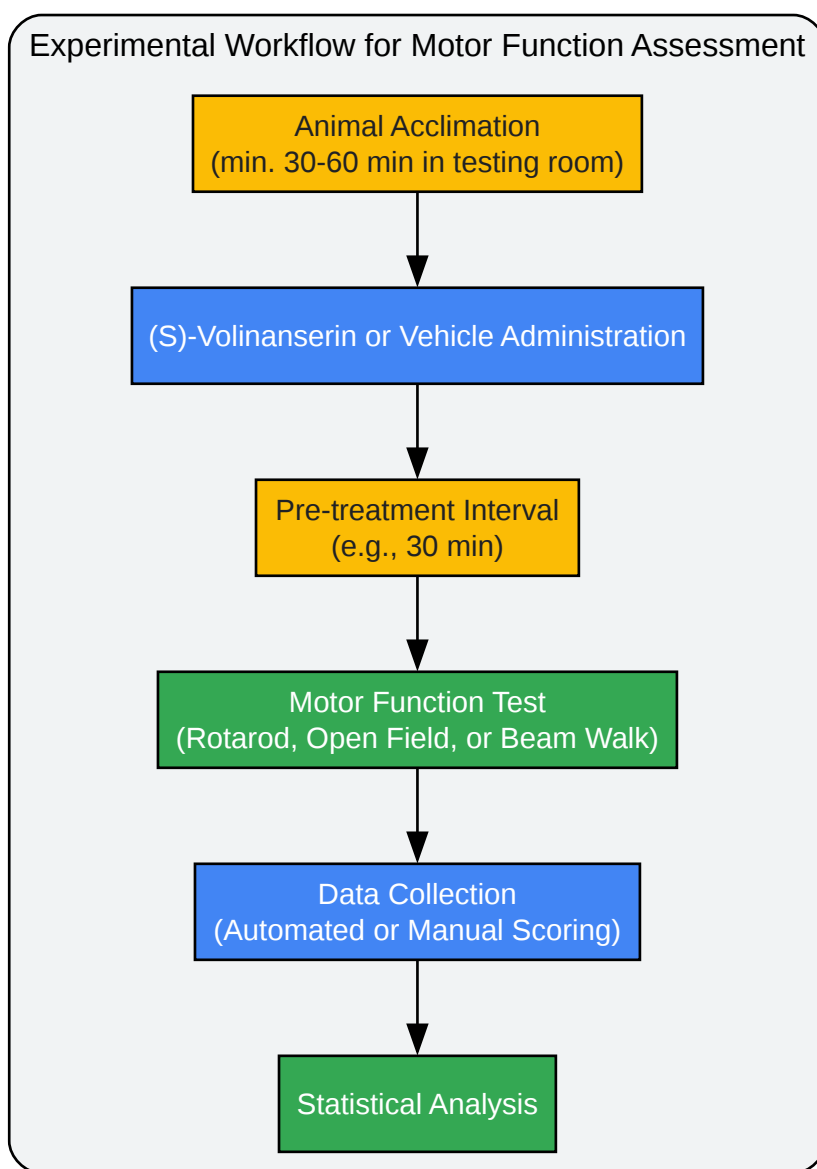 Experimental Workflow for Motor Function Assessment
Animal Acclimation
(min. 30-60 min in testing room)
(S)-Volinanserin or Vehicle Administration
Pre-treatment Interval
(e.g., 30 min)
Motor Function Test
(Rotarod, Open Field, or Beam Walk)
Data Collection
(Automated or Manual Scoring)
Statistical Analysis